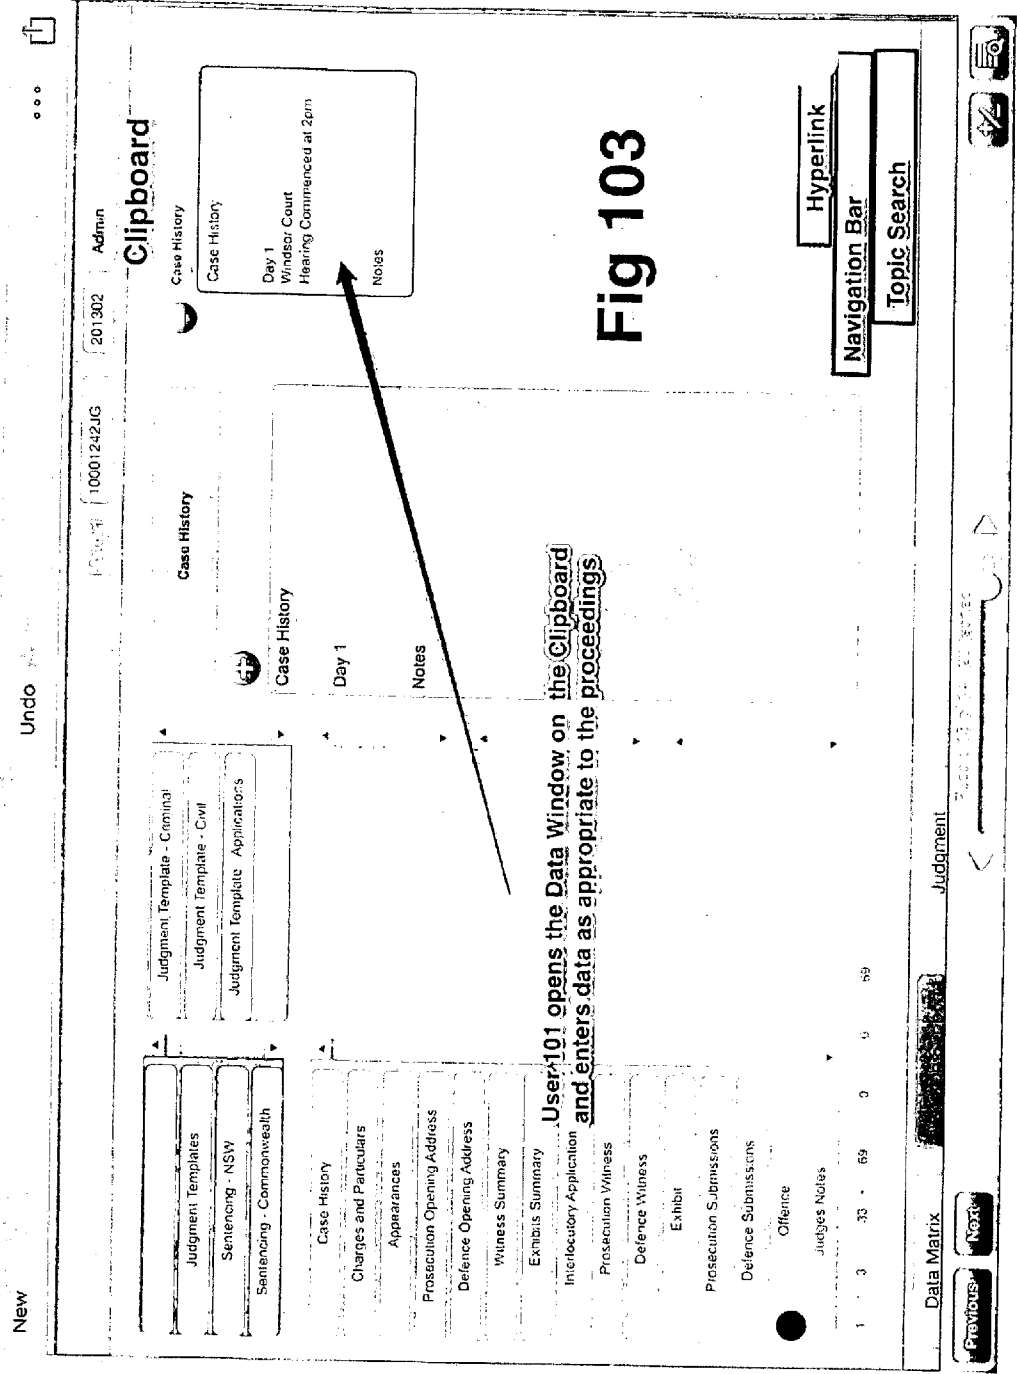 New
Undo
10001242JG
201302
Admin
Clipboard
Judgment Templates
Sentencing - NSW
Sentencing - Commonwealth
Judgment Template - Criminal
Judgment Template - Civil
Judgment Template Applications
Case History
Case History
Case History
Day 1
Windsor Court
Hearing Commenced at 2pm
Notes
Case History
Day 1
Notes
Case History
Charges and Particulars
Appearances
Prosecution Opening Address
Defence Opening Address
Witness Summary
Exhibits Summary
Interlocutory Application
Prosecution Witness
Defence Witness
Exhibit
Prosecution Submissions
Defence Submissions
Offence
Judges Notes
User 101 opens the Data Window on the Clipboard
and enters data as appropriate to the proceedings
Fig 103
Hyperlink
Navigation Bar
Topic Search
1 3 33 - 69 0 9 69
Data Matrix
Judgment
Previous
Next
+/-